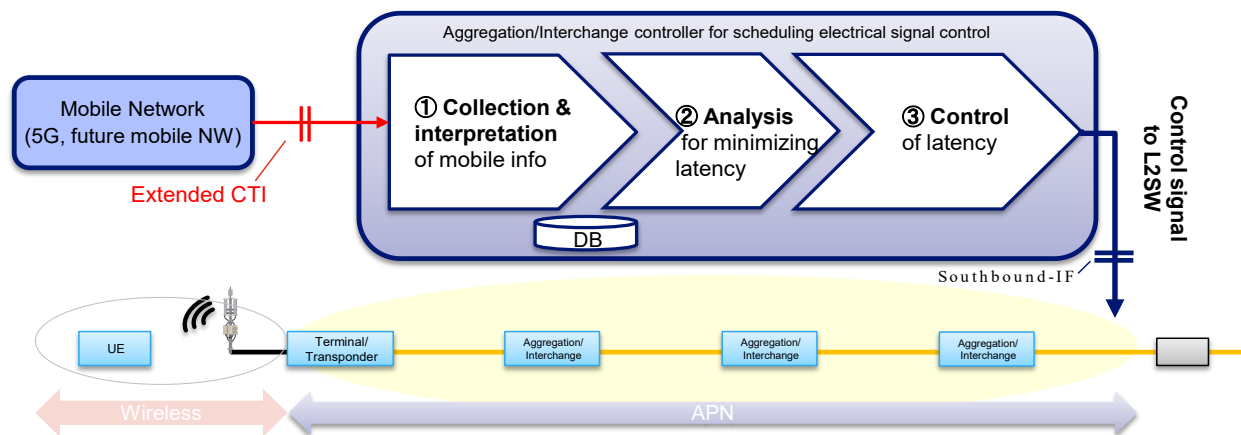 Aggregation/Interchange controller for scheduling electrical signal control
Mobile Network
(5G, future mobile NW)
Extended CTI
① Collection &
interpretation
of mobile info
② Analysis
for minimizing
latency
③ Control
of latency
DB
Control signal
to L2SW
Southbound-IF
UE
Terminal/
Transponder
Aggregation/
Interchange
Aggregation/
Interchange
Aggregation/
Interchange
Wireless
APN